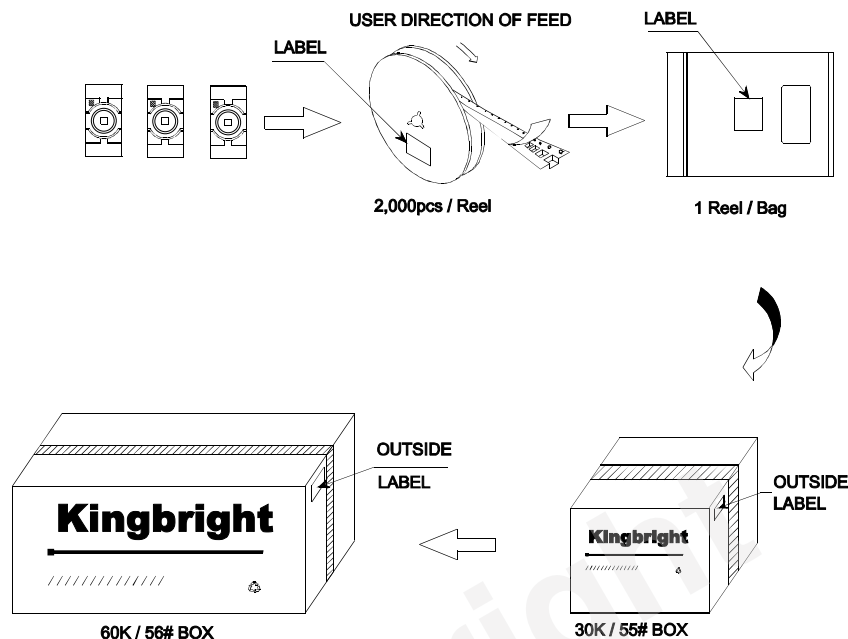 USER DIRECTION OF FEED
LABEL
LABEL
2,000pcs / Reel
1 Reel / Bag
OUTSIDE
LABEL
OUTSIDE
LABEL
Kingbright
Kingbright
60K / 56# BOX
30K / 55# BOX
right